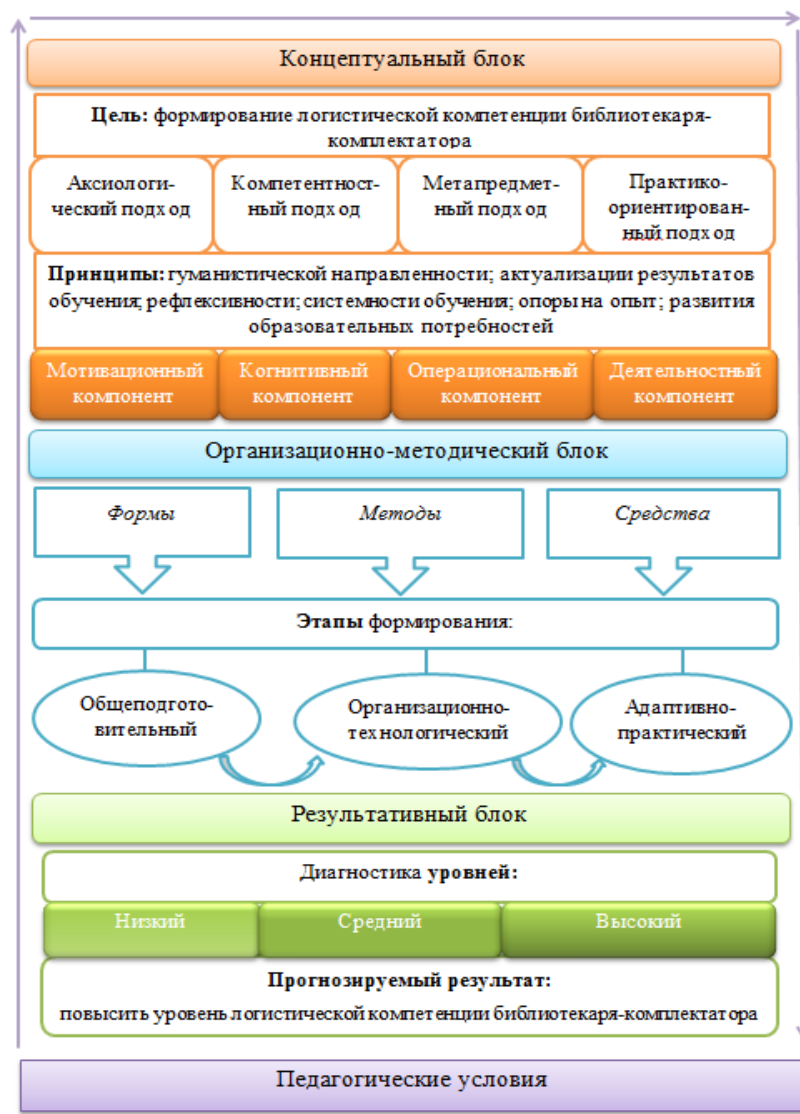 Концептуальный блок
Цель: формирование логистической компетенции библиотекаря-
комплектатора
Аксиологи-
ческий подход
Компетентност-
ный подход
Метапредмет-
ный подход
Практико-
ориентирован-
ный подход
Принципы: гуманистической направленности; актуализации результатов
обучения; рефлексивности; системности обучения; опоры на опыт; развития
образовательных потребностей
Мотивационный
компонент
Когнитивный
компонент
Операциональный
компонент
Деятельностный
компонент
Организационно-методический блок
Формы
Методы
Средства
Этапы формирования:
Общеподгото-
вительный
Организационно-
технологический
Адаптивно-
практический
Результативный блок
Диагностика уровней:
Низкий
Средний
Высокий
Прогнозируемый результат:
повысить уровень логистической компетенции библиотекаря-комплектатора
Педагогические условия